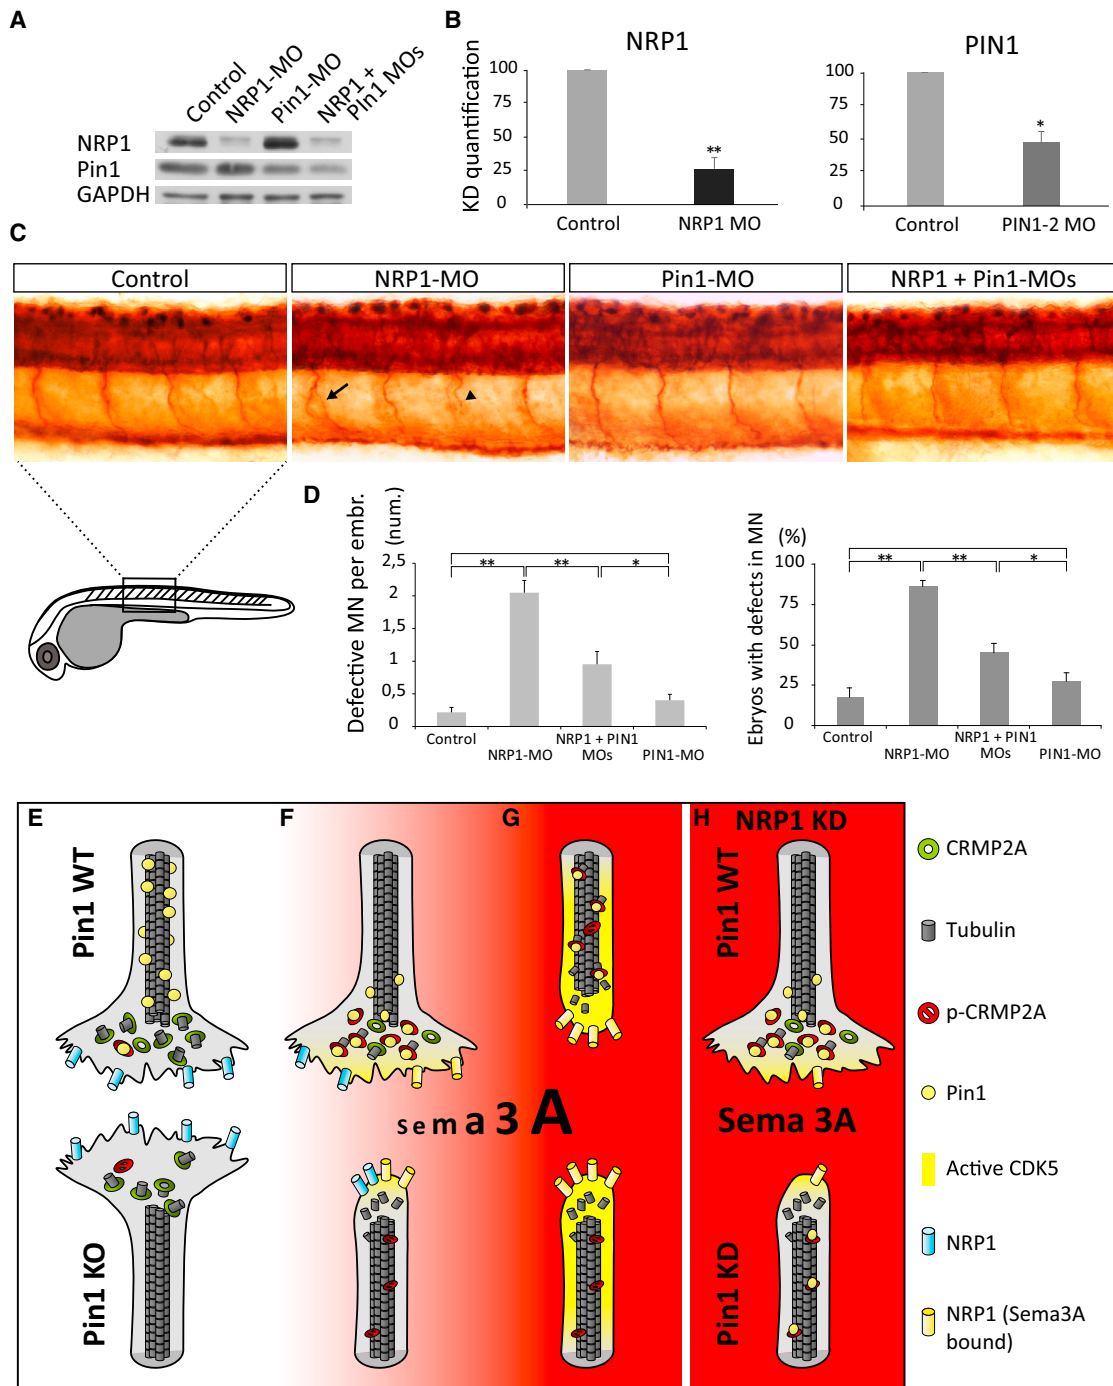 A
Control
NRP1-MO
Pin1-MO
NRP1 +
PIn1 MOs
NRP1
Pin1
GAPDH
B
NRP1
KD quantification
100
75
50
25
0
**
Control
NRP1 MO
PIN1
100
75
50
25
0
*
Control
PIN1-2 MO
C
Control
NRP1-MO
Pin1-MO
NRP1 + Pin1-MOs
D
Defective MN per embr.
(num.)
2,5
2
1
1
0,5
0
**
**
*
Control
NRP1-MO
NRP1 + PIN1
MOs
PIN1-MO
Ebryos with defects in MN
(%)
100
75
50
25
0
**
**
*
Control
NRP1-MO
NRP1 + PIN1
MOs
PIN1-MO
E
F
G
H
NRP1 KD
Pin1 WT
Pin1 WT
sema3A
Sema 3A
Pin1 KO
Pin1 KD
CRMP2A
Tubulin
p-CRMP2A
Pin1
Active CDK5
NRP1
NRP1 (Sema3A
bound)